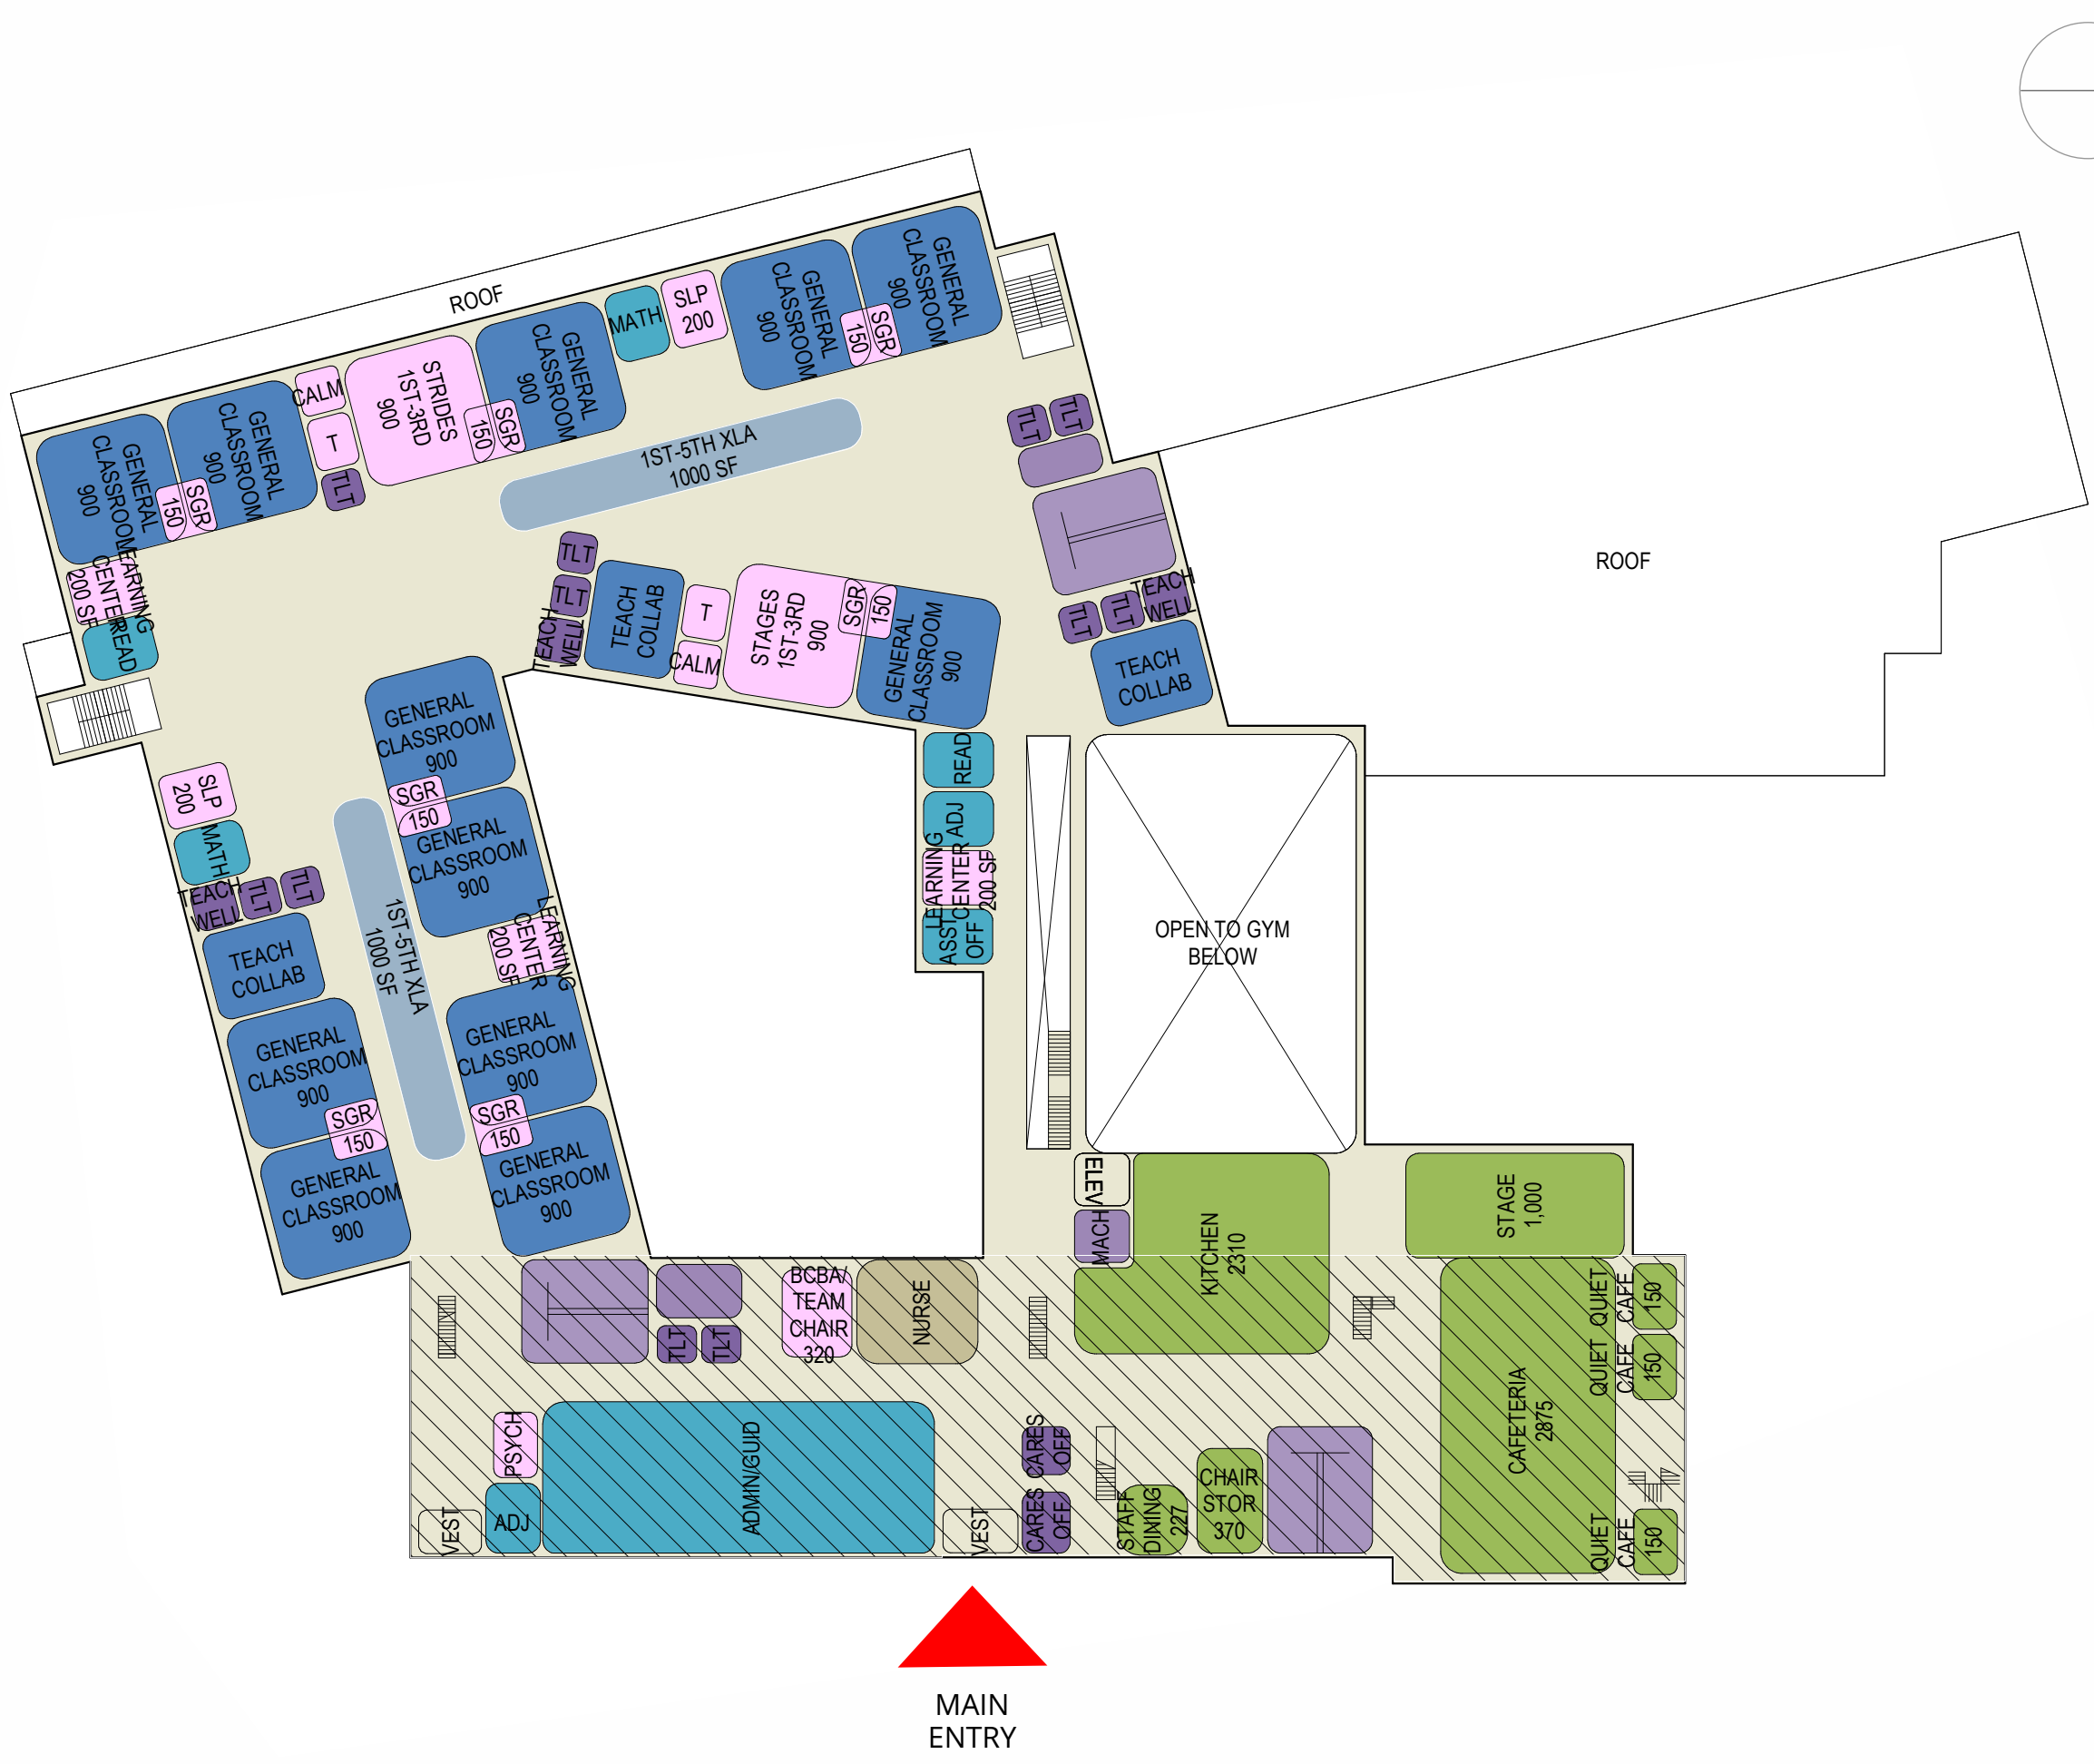 ROOF
GENERAL
CLASSROOM
900
GENERAL
CLASSROOM
900
SGR
150
MATH
SLP
200
GENERAL
CLASSROOM
900
SGR
150
STRIDES
1ST-3RD
900
CALM
T
TLT
GENERAL
CLASSROOM
900
GENERAL
CLASSROOM
900
SGR
150
1ST-5TH XLA
1000 SF
TLT
TLT
ROOF
LEARNING
CENTER
200 SF
READ
TLT
TLT
TEACH
WELL
TEACH
COLLAB
T
CALM
STAGES
1ST-3RD
900
SGR
150
GENERAL
CLASSROOM
900
TLT
TLT
TEACH
WELL
TEACH
COLLAB
GENERAL
CLASSROOM
900
SGR
150
GENERAL
CLASSROOM
900
SLP
200
MATH
TEACH
WELL
TLT
TLT
TEACH
COLLAB
1ST-5TH XLA
1000 SF
LEARNING
CENTER
200 SF
READ
ADJ
LEARNING
CENTER
200 SF
ASST
OFF
OPEN TO GYM
BELOW
GENERAL
CLASSROOM
900
SGR
150
GENERAL
CLASSROOM
900
GENERAL
CLASSROOM
900
SGR
150
GENERAL
CLASSROOM
900
ELEV
MACH
KITCHEN
2310
STAGE
1,000
TLT
TLT
BCBA/
TEAM
CHAIR
320
NURSE
QUIET
CAFE
150
QUIET
CAFE
150
CAFETERIA
2875
PSYCH
ADMIN/GUID
CARES
OFF
VEST
ADJ
VEST
CARES
OFF
STAFF
DINING
227
CHAIR
STOR
370
QUIET
CAFE
150
MAIN
ENTRY